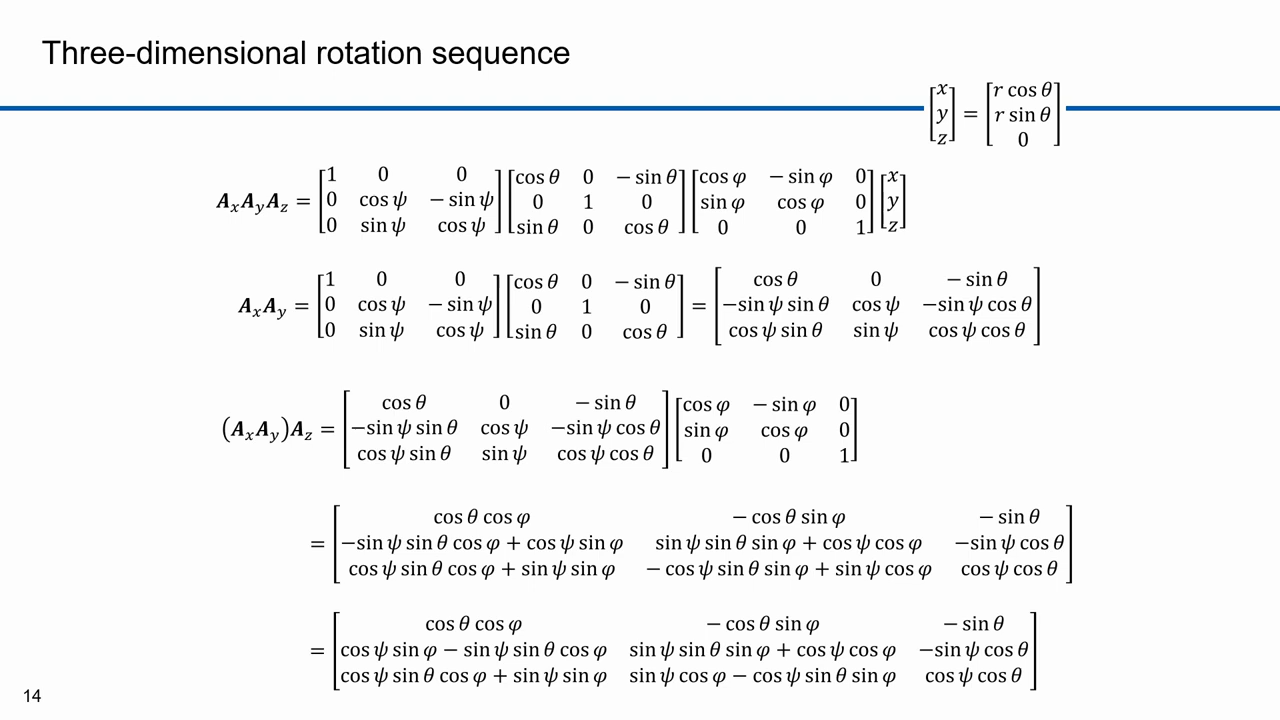 Three-dimensional rotation sequence
[x y z] = [r cos θ r sin θ 0]
𝑨ₓ𝑨ᵧ𝑨_z = [1 0 0; 0 cos ψ − sin ψ; 0 sin ψ cos ψ] [cos θ 0 − sin θ; 0 1 0; sin θ 0 cos θ] [cos φ − sin φ 0; sin φ cos φ 0; 0 0 1] [x; y; z]
𝑨ₓ𝑨ᵧ = [1 0 0; 0 cos ψ − sin ψ; 0 sin ψ cos ψ] [cos θ 0 − sin θ; 0 1 0; sin θ 0 cos θ] = [cos θ 0 − sin θ; −sin ψ sin θ cos ψ −sin ψ cos θ; cos ψ sin θ sin ψ cos ψ cos θ]
(𝑨ₓ𝑨ᵧ)𝑨_z = [cos θ 0 − sin θ; −sin ψ sin θ cos ψ −sin ψ cos θ; cos ψ sin θ sin ψ cos ψ cos θ] [cos φ − sin φ 0; sin φ cos φ 0; 0 0 1]
= [cos θ cos φ − cos θ sin φ − sin θ; −sin ψ sin θ cos φ + cos ψ sin φ sin ψ sin θ sin φ + cos ψ cos φ −sin ψ cos θ; cos ψ sin θ cos φ + sin ψ sin φ − cos ψ sin θ sin φ + sin ψ cos φ cos ψ cos θ]
= [cos θ cos φ − cos θ sin φ − sin θ; cos ψ sin φ − sin ψ sin θ cos φ sin ψ sin θ sin φ + cos ψ cos φ −sin ψ cos θ; cos ψ sin θ cos φ + sin ψ sin φ sin ψ cos φ − cos ψ sin θ sin φ cos ψ cos θ]
14